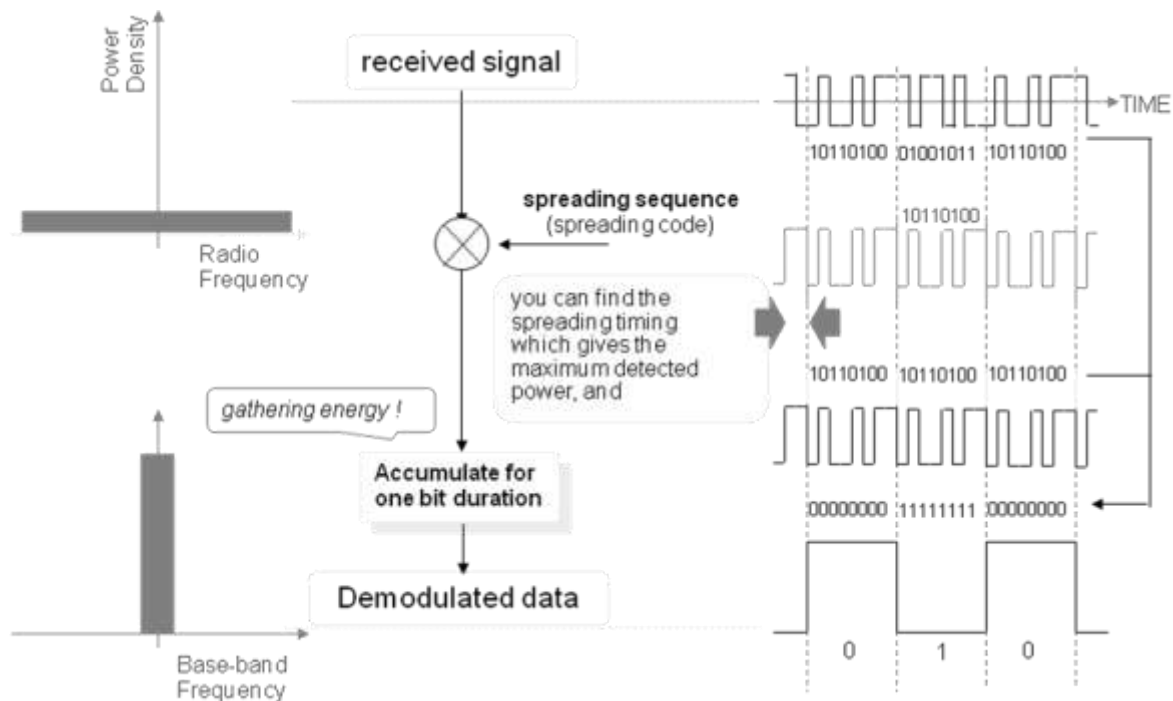 Power
Density
received signal
TIME
10110100 01001011 10110100
spreading sequence
(spreading code)
10110100
Radio
Frequency
you can find the
spreading timing
which gives the
maximum detected
power, and
10110100 10110100 10110100
gathering energy !
Accumulate for
one bit duration
00000000 11111111 00000000
Demodulated data
0 1 0
Base-band
Frequency